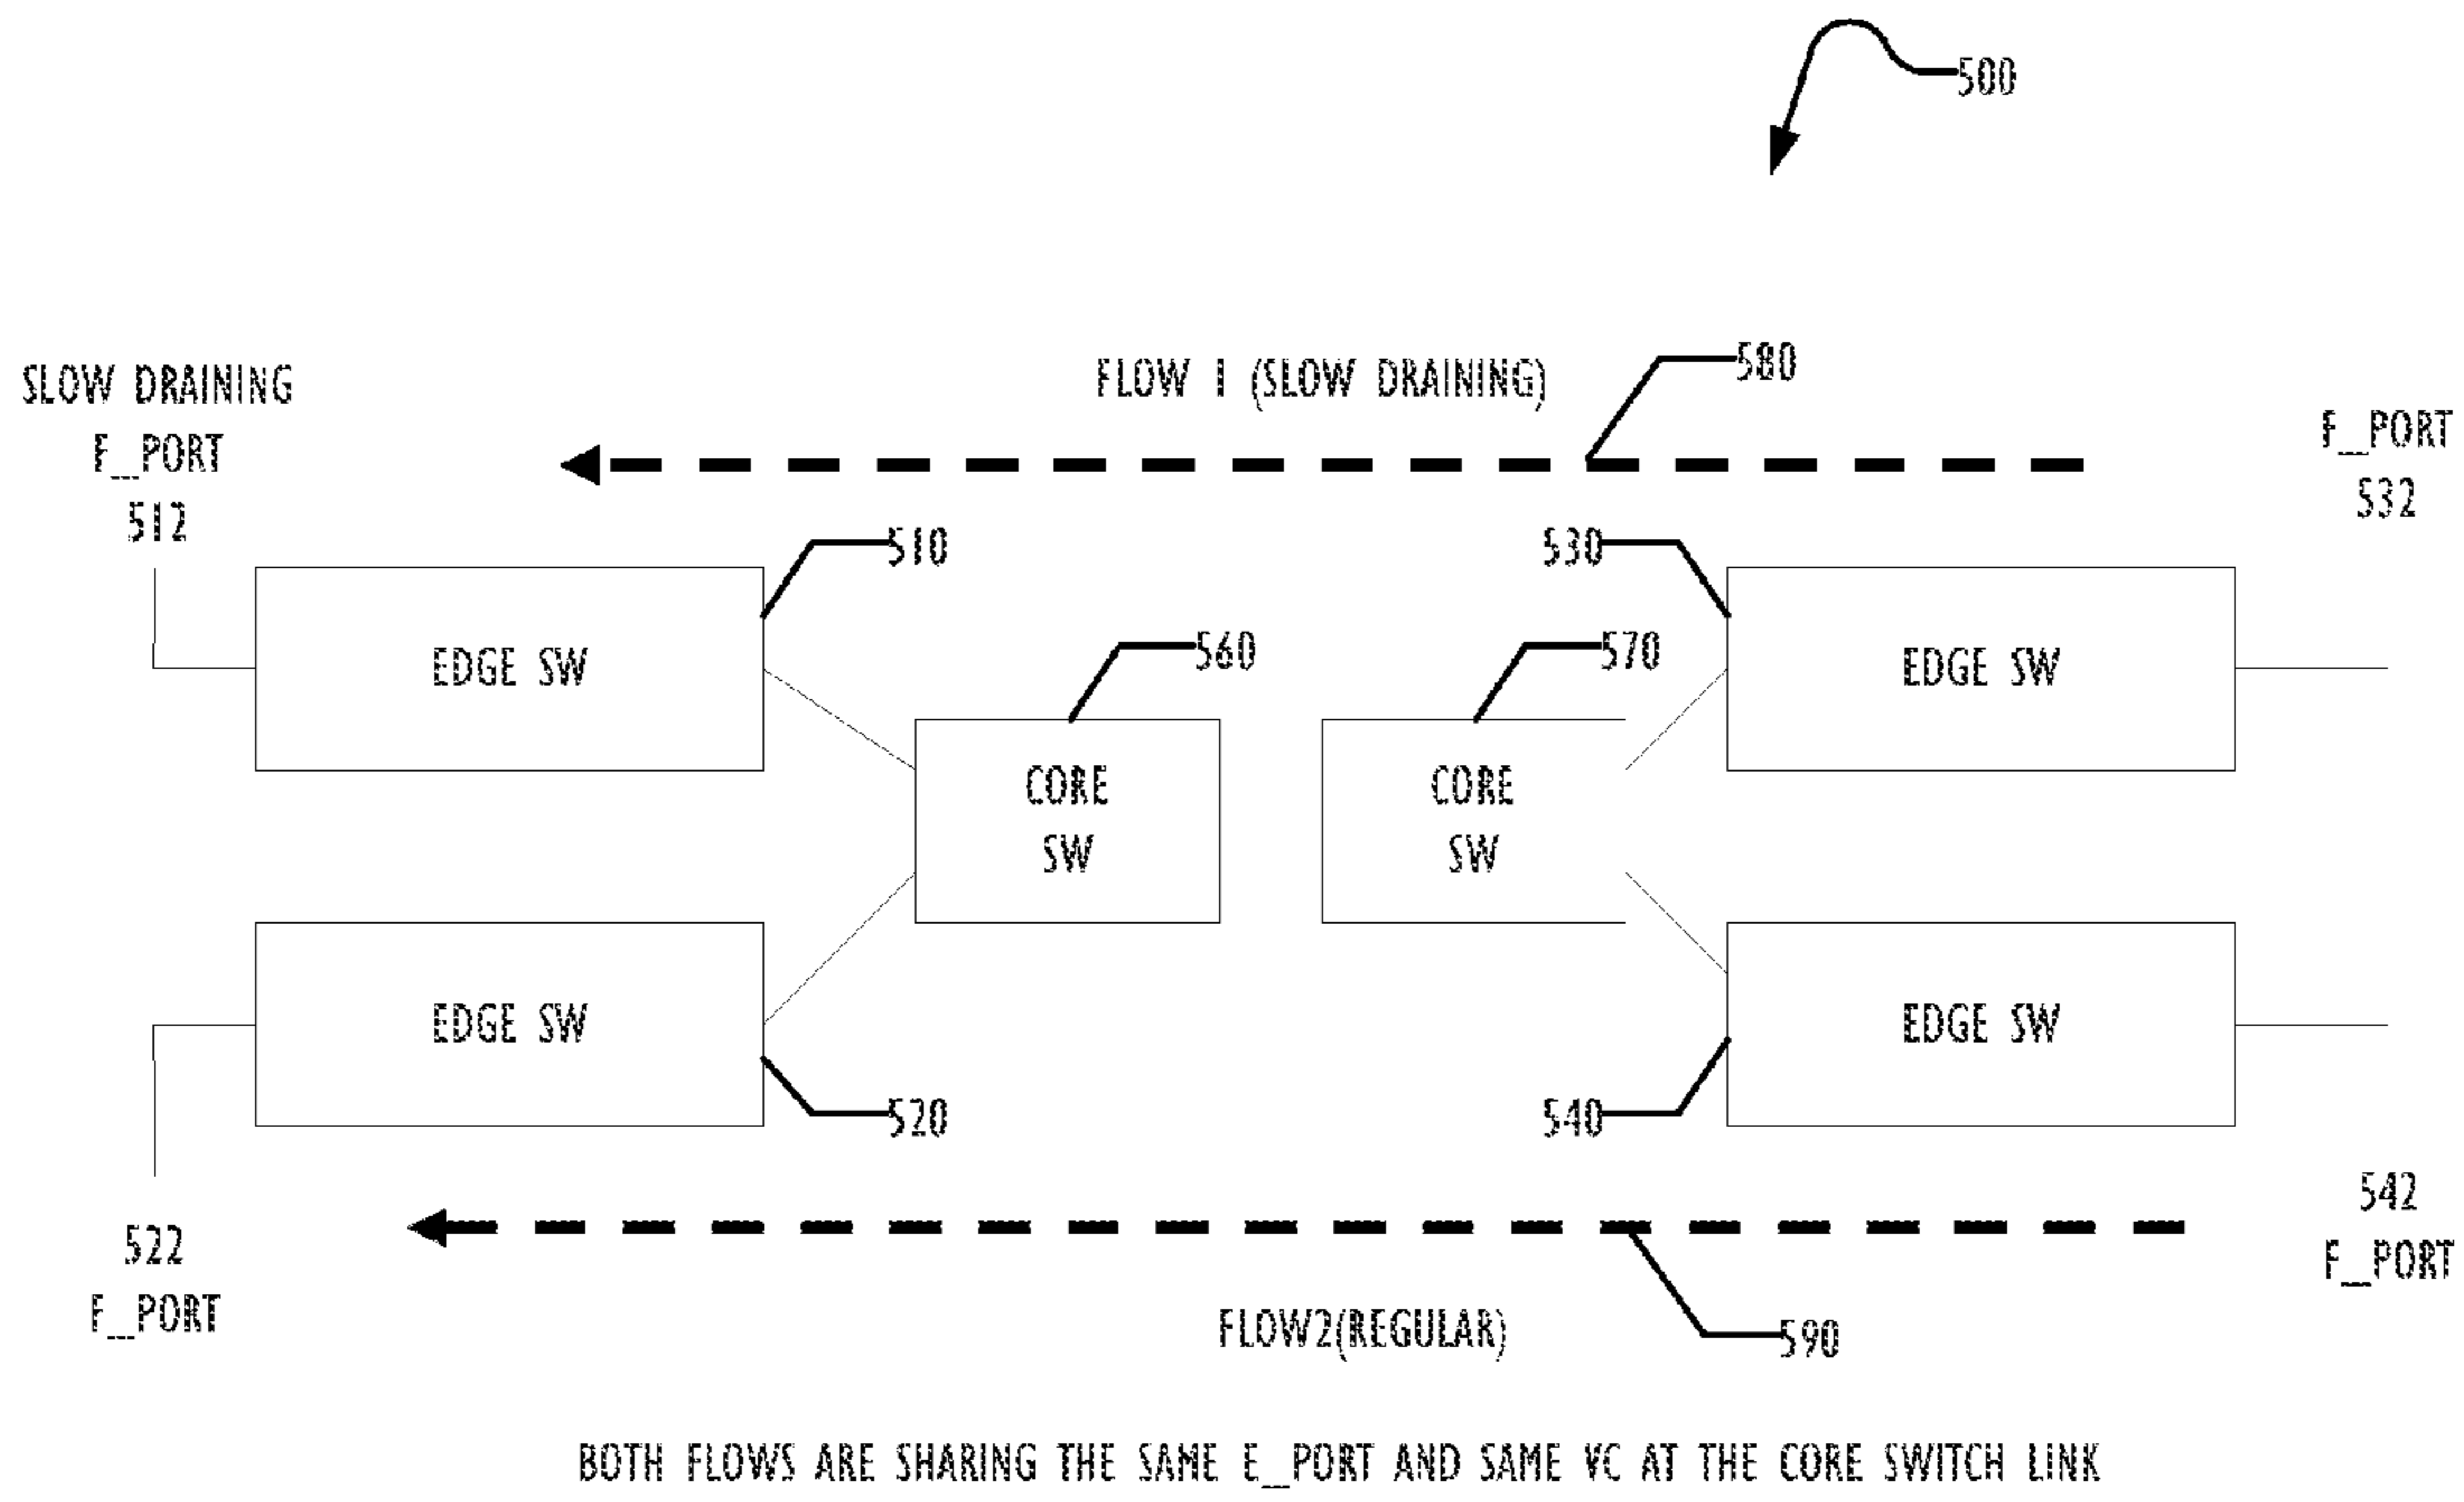 500
580
FLOW 1 (SLOW DRAINING)
SLOW DRAINING
F_PORT
512
F_PORT
532
510
530
560
570
EDGE SW
EDGE SW
CORE
SW
CORE
SW
EDGE SW
EDGE SW
520
540
522
F_PORT
542
F_PORT
FLOW2(REGULAR)
590
BOTH FLOWS ARE SHARING THE SAME E_PORT AND SAME VC AT THE CORE SWITCH LINK